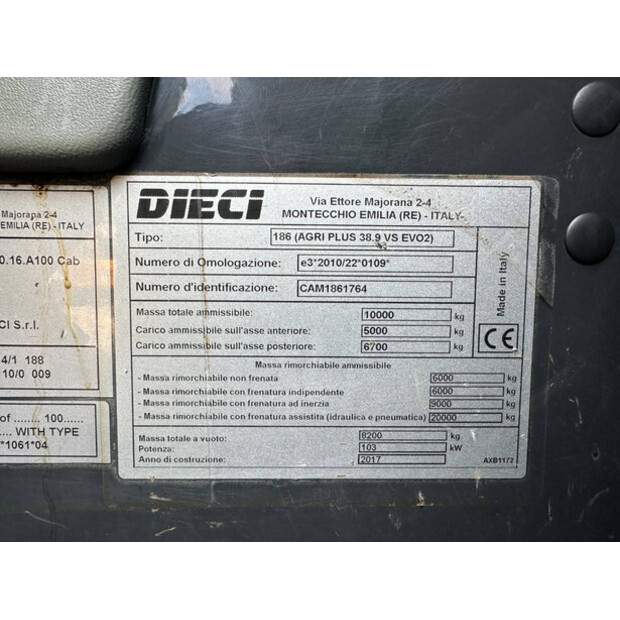 Majorana 2-4
EMILIA (RE) - ITALY
0.16.A100 Cab
CI S.r.l.
4/1 188
10/0 009
of ........ 100......
.... WITH TYPE
*1061*04
DIECI
Via Ettore Majorana 2-4
MONTECCHIO EMILIA (RE) - ITALY
Tipo: 186 (AGRI PLUS 38.9 VS EVO2)
Numero di Omologazione: e3*2010/22*0109*
Numero d'identificazione: CAM1861764
Massa totale ammissibile: 10000 kg
Carico ammissibile sull'asse anteriore: 5000 kg
Carico ammissibile sull'asse posteriore: 6700 kg
Made in Italy
CE
Massa rimorchiabile ammissibile
- Massa rimorchiabile non frenata 6000 kg
- Massa rimorchiabile con frenatura indipendente 6000 kg
- Massa rimorchiabile con frenatura ad inerzia 9000 kg
- Massa rimorchiabile con frenatura assistita (idraulica e pneumatica) 20000 kg
Massa totale a vuoto: 8200 kg
Potenza: 103 kW
Anno di costruzione: 2017
AXB1172